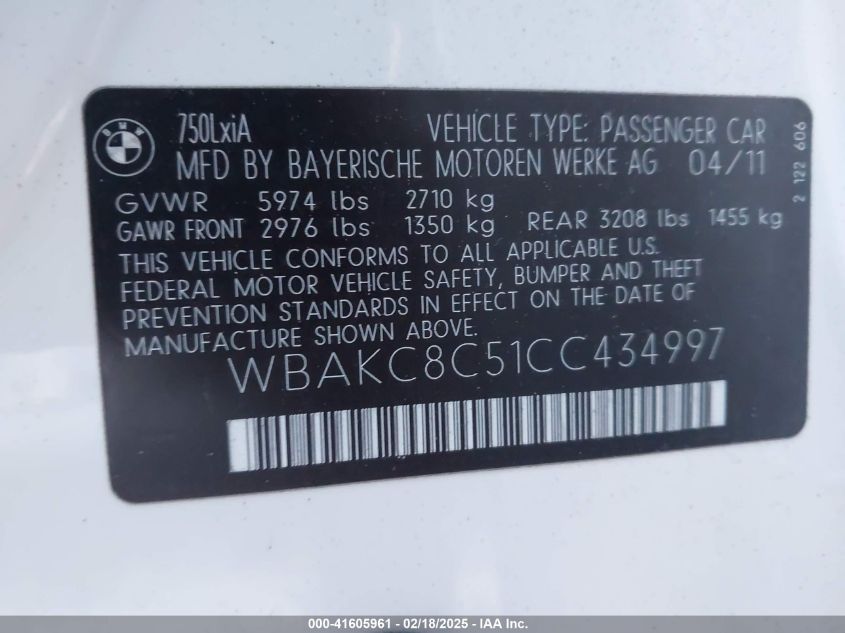 BMW
750LxiA VEHICLE TYPE: PASSENGER CAR
MFD BY BAYERISCHE MOTOREN WERKE AG 04/11
GVWR 5974 lbs 2710 kg
GAWR FRONT 2976 lbs 1350 kg REAR 3208 lbs 1455 kg
THIS VEHICLE CONFORMS TO ALL APPLICABLE U.S.
FEDERAL MOTOR VEHICLE SAFETY, BUMPER AND THEFT
PREVENTION STANDARDS IN EFFECT ON THE DATE OF
MANUFACTURE SHOWN ABOVE.
WBAKC8C51CC434997
2 122 606
000-41605961 - 02/18/2025 - IAA Inc.